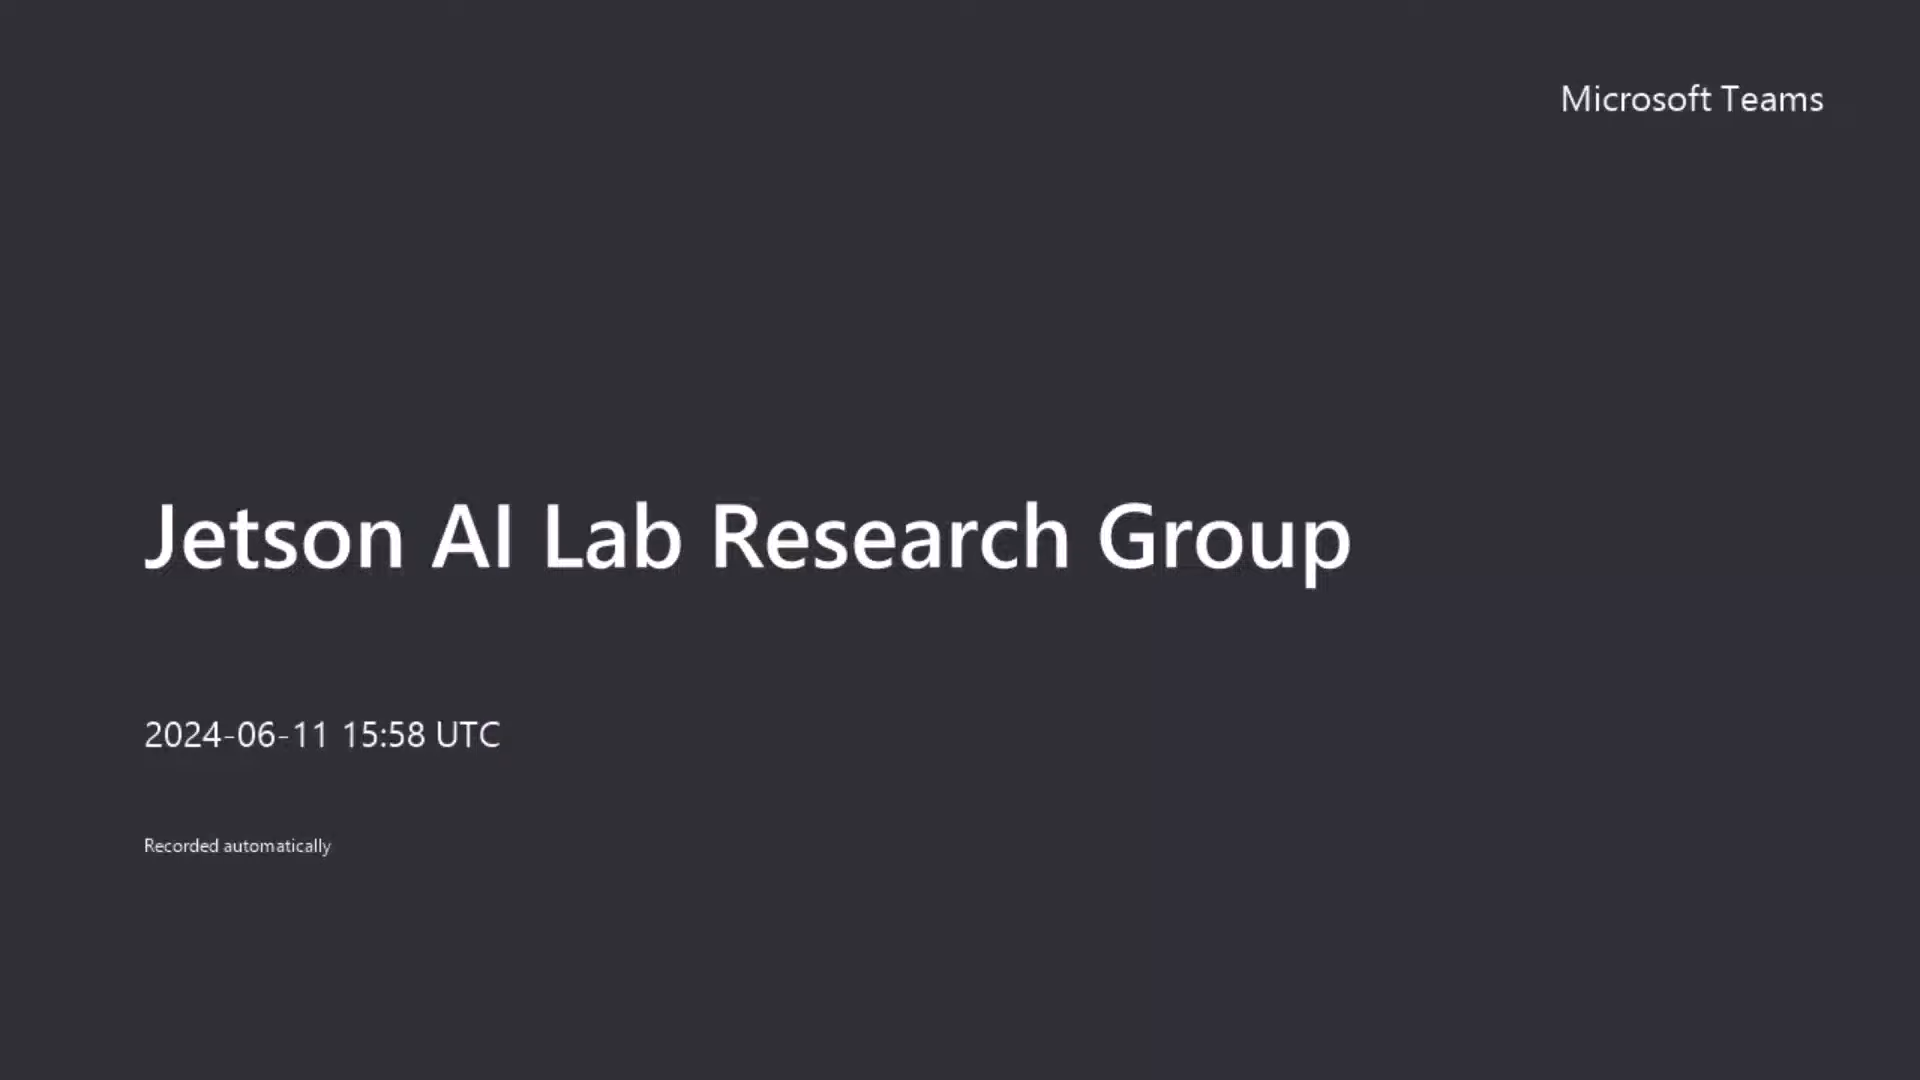 Microsoft Teams
Jetson AI Lab Research Group
2024-06-11 15:58 UTC
Recorded automatically